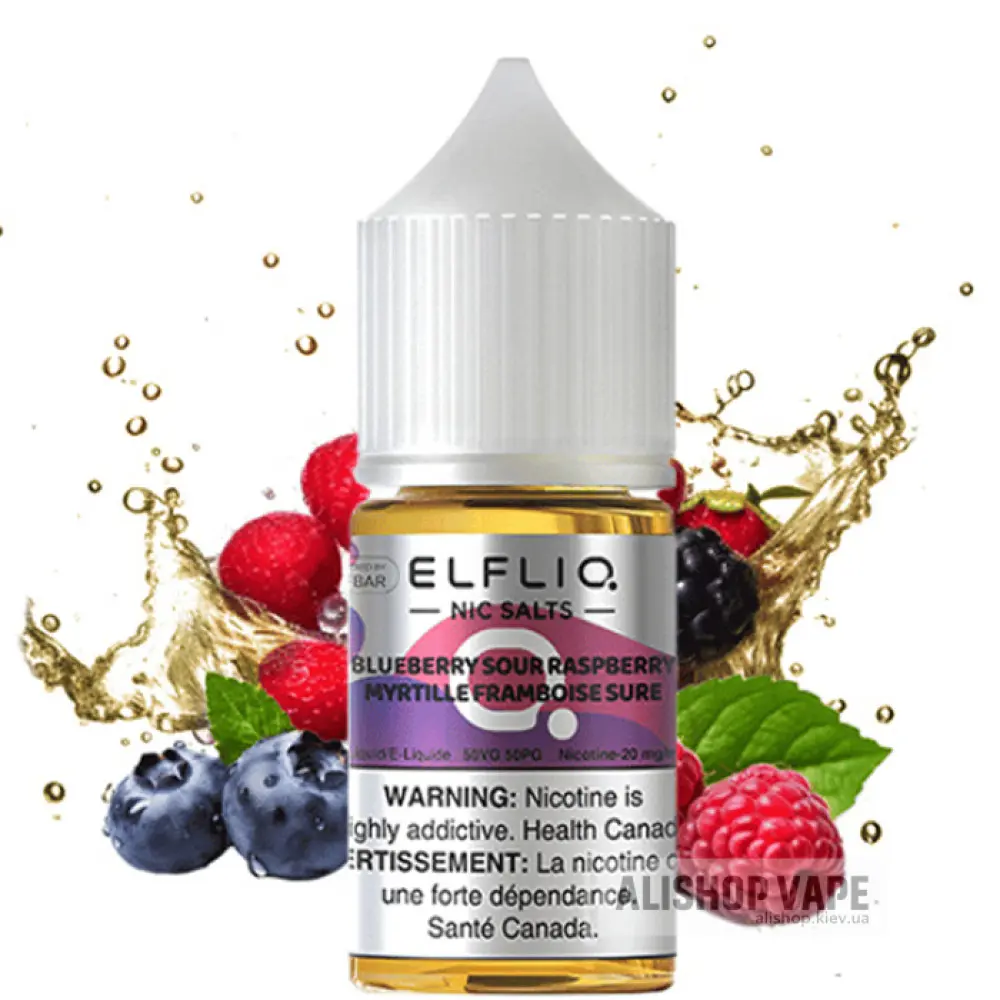 BAR
ELFLIQ
NIC SALTS
BLUEBERRY SOUR RASPBERRY
MYRTILLE FRAMBOISE SURE
E-Liquide 50VG 50PG Nicotine-20
WARNING: Nicotine is
ighly addictive. Health Canad
ERTISSEMENT: La nicotine
une forte dépendance.
Santé Canada.
ALISHOP VAPE
alishop.kiev.ua